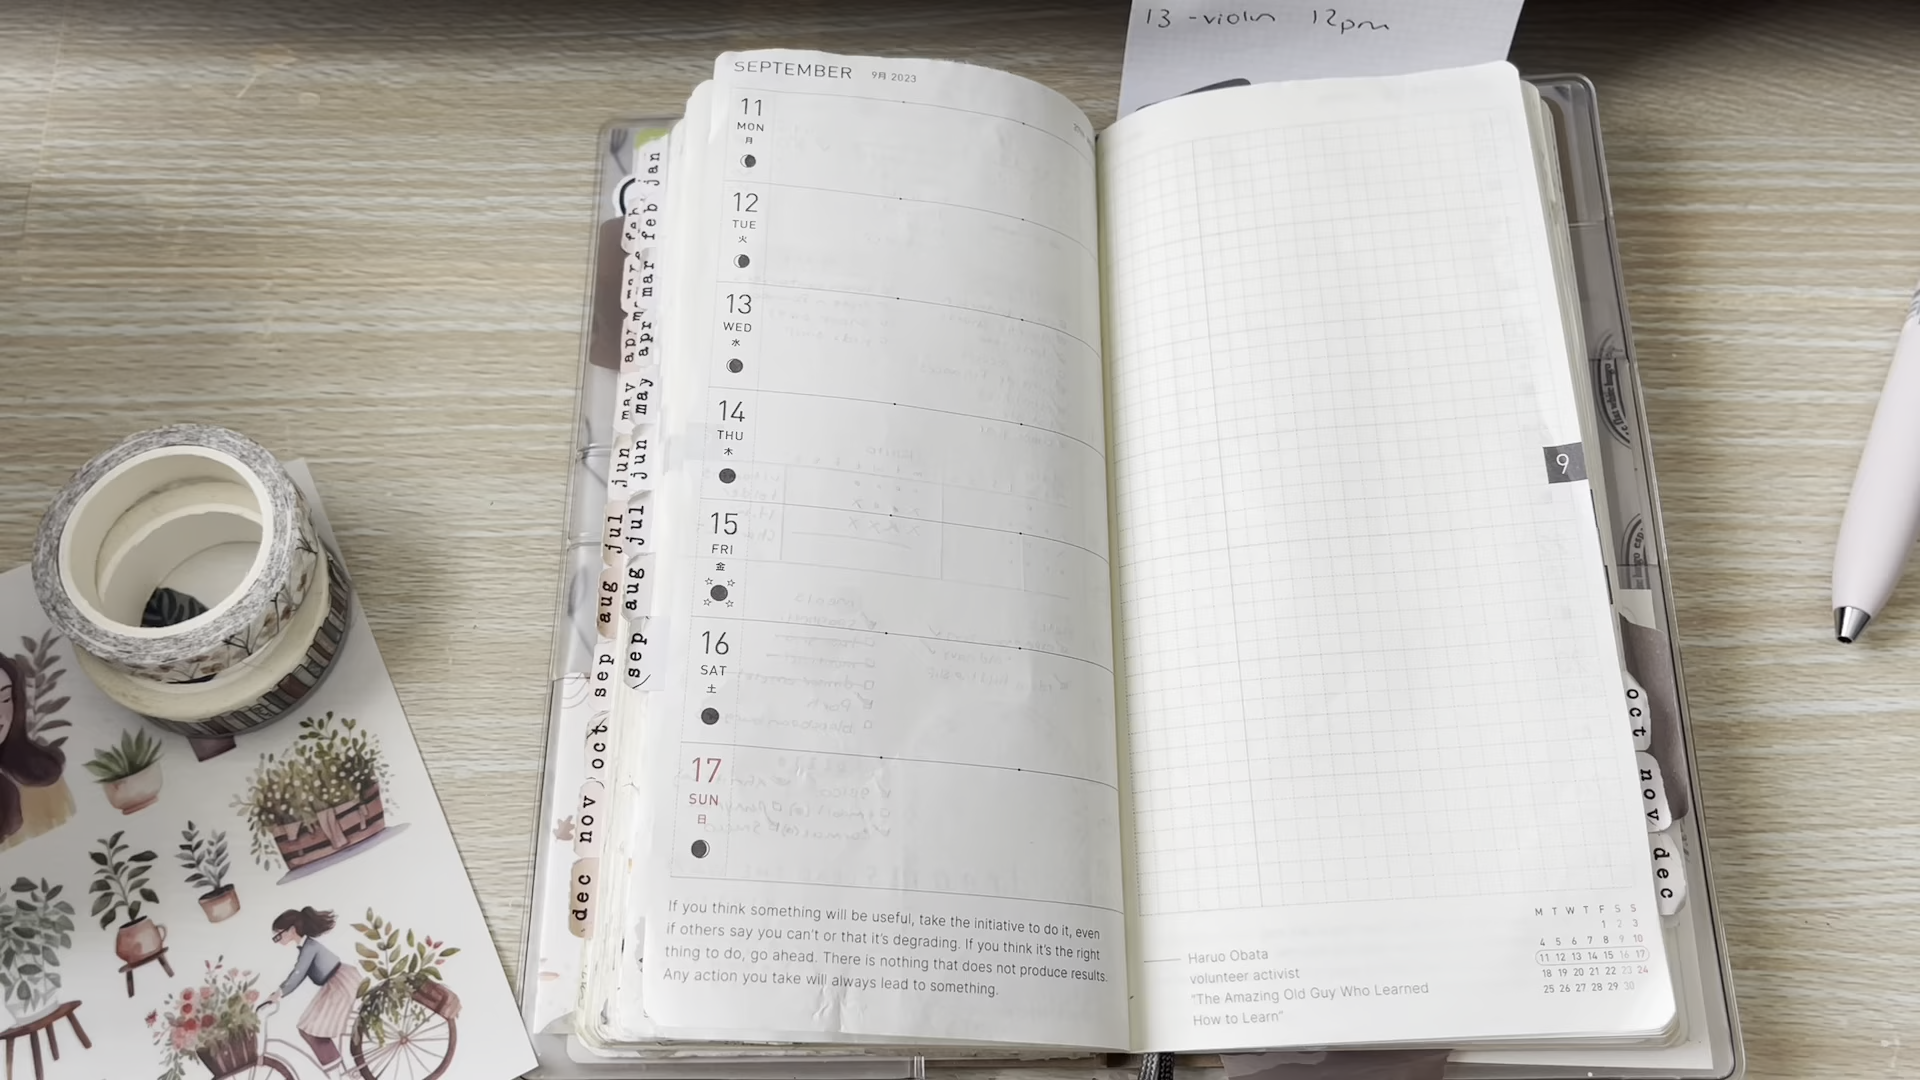 13 - violin 12pm
SEPTEMBER 9月 2023
11
MON
月
12
TUE
火
13
WED
水
14
THU
木
15
FRI
金
16
SAT
土
17
SUN
日
If you think something will be useful, take the initiative to do it, even
if others say you can't or that it's degrading. If you think it's the right
thing to do, go ahead. There is nothing that does not produce results.
Any action you take will always lead to something.
jan
feb
mar
apr
may
jun
jul
aug
sep
feb
apr
may
jun
jul
aug
sep
oct
nov
dec
9
oct
nov
dec
Haruo Obata
volunteer activist
"The Amazing Old Guy Who Learned
How to Learn"
M T W T F S S
1 2 3
4 5 6 7 8 9 10
11 12 13 14 15 16 17
18 19 20 21 22 23 24
25 26 27 28 29 30